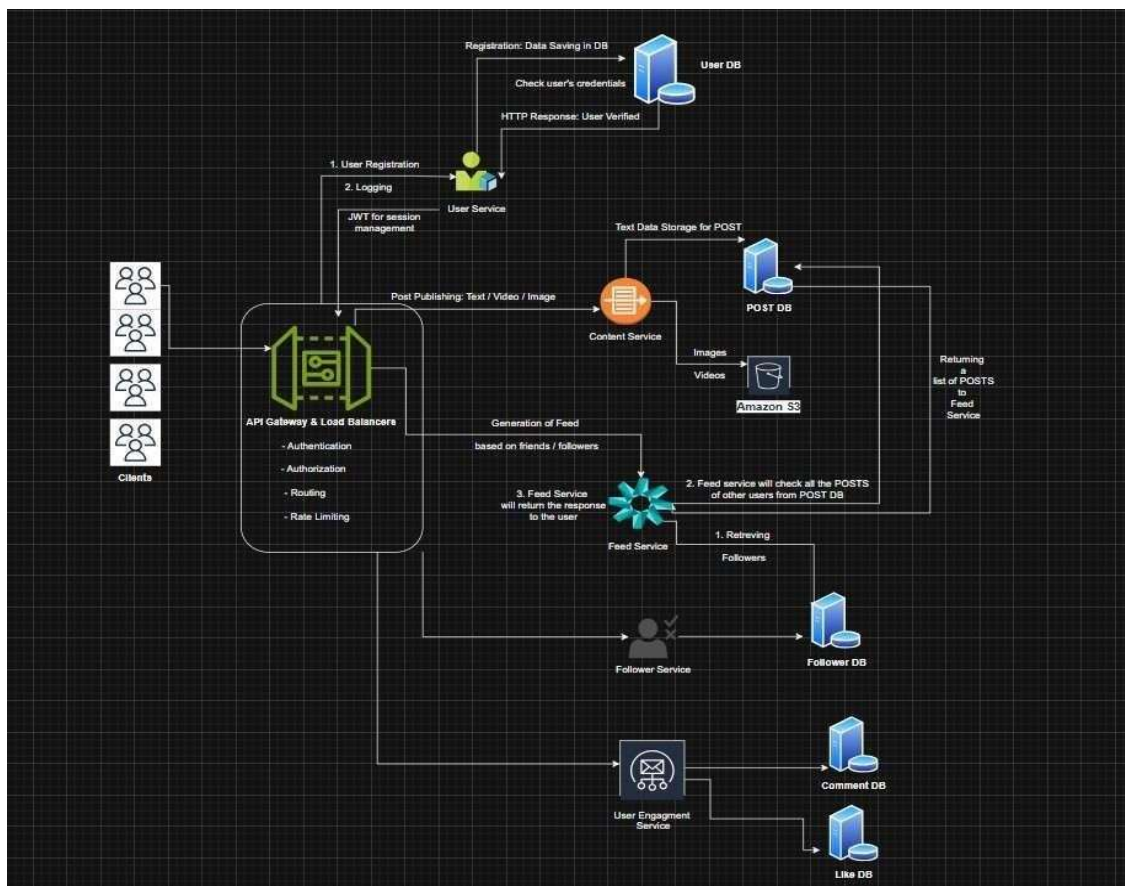 Registration: Data Saving in DB
User DB
Check user's credentials
HTTP Response: User Verified
1. User Registration
2. Logging
User Service
JWT for session
management
Text Data Storage for POST
POST DB
Post Publishing: Text / Video / Image
Content Service
Images
Videos
Amazon S3
Returning
a
list of POSTS
to
Feed
Service
API Gateway & Load Balancers
- Authentication
- Authorization
- Routing
- Rate Limiting
Clients
Generation of Feed
based on friends / followers
3. Feed Service
will return the response
to the user
2. Feed service will check all the POSTS
of other users from POST DB
Feed Service
1. Retreving
Followers
Follower Service
Follower DB
User Engagment
Service
Comment DB
Like DB